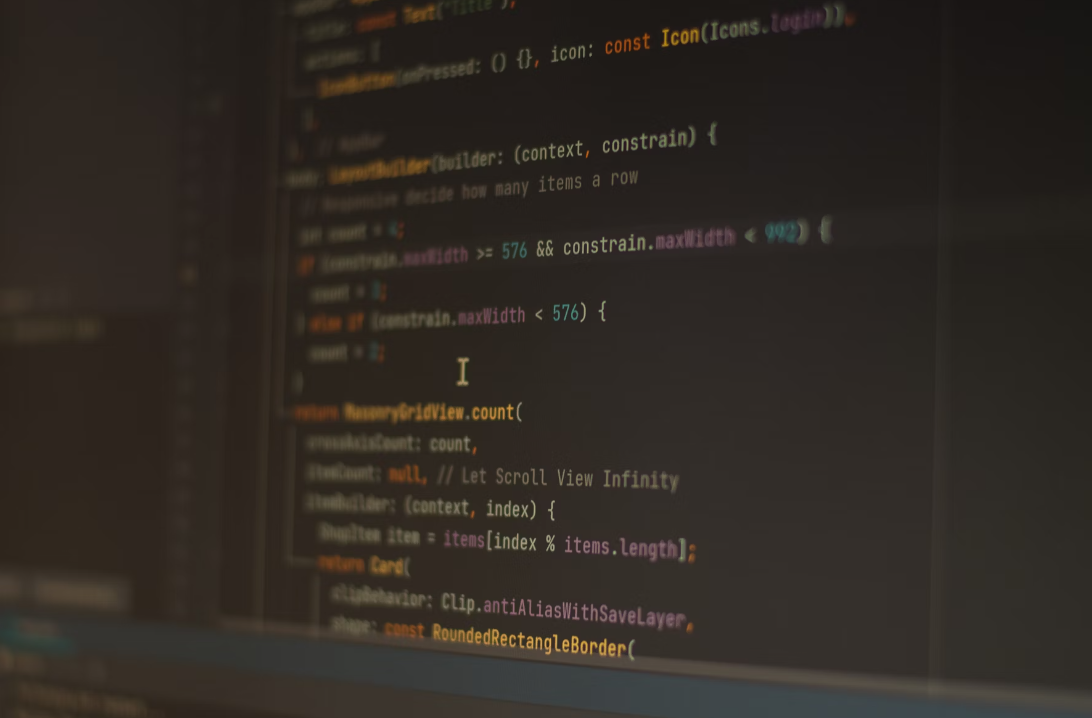 title: const Text("Title"),
actions: [
IconButton(onPressed: () {}, icon: const Icon(Icons.login)),
],
), // AppBar
body: LayoutBuilder(builder: (context, constrain) {
// Responsive decide how many items a row
int count = 4;
if (constrain.maxWidth >= 576 && constrain.maxWidth < 992) {
count =
} else if (constrain.maxWidth < 576) {
count = 2;
}
return MasonryGridView.count(
crossAxisCount: count,
itemCount: null, // Let Scroll View Infinity
itemBuilder: (context, index) {
ShopItem item = items[index % items.length];
return Card(
clipBehavior: Clip.antiAliasWithSaveLayer,
shape: const RoundedRectangleBorder(